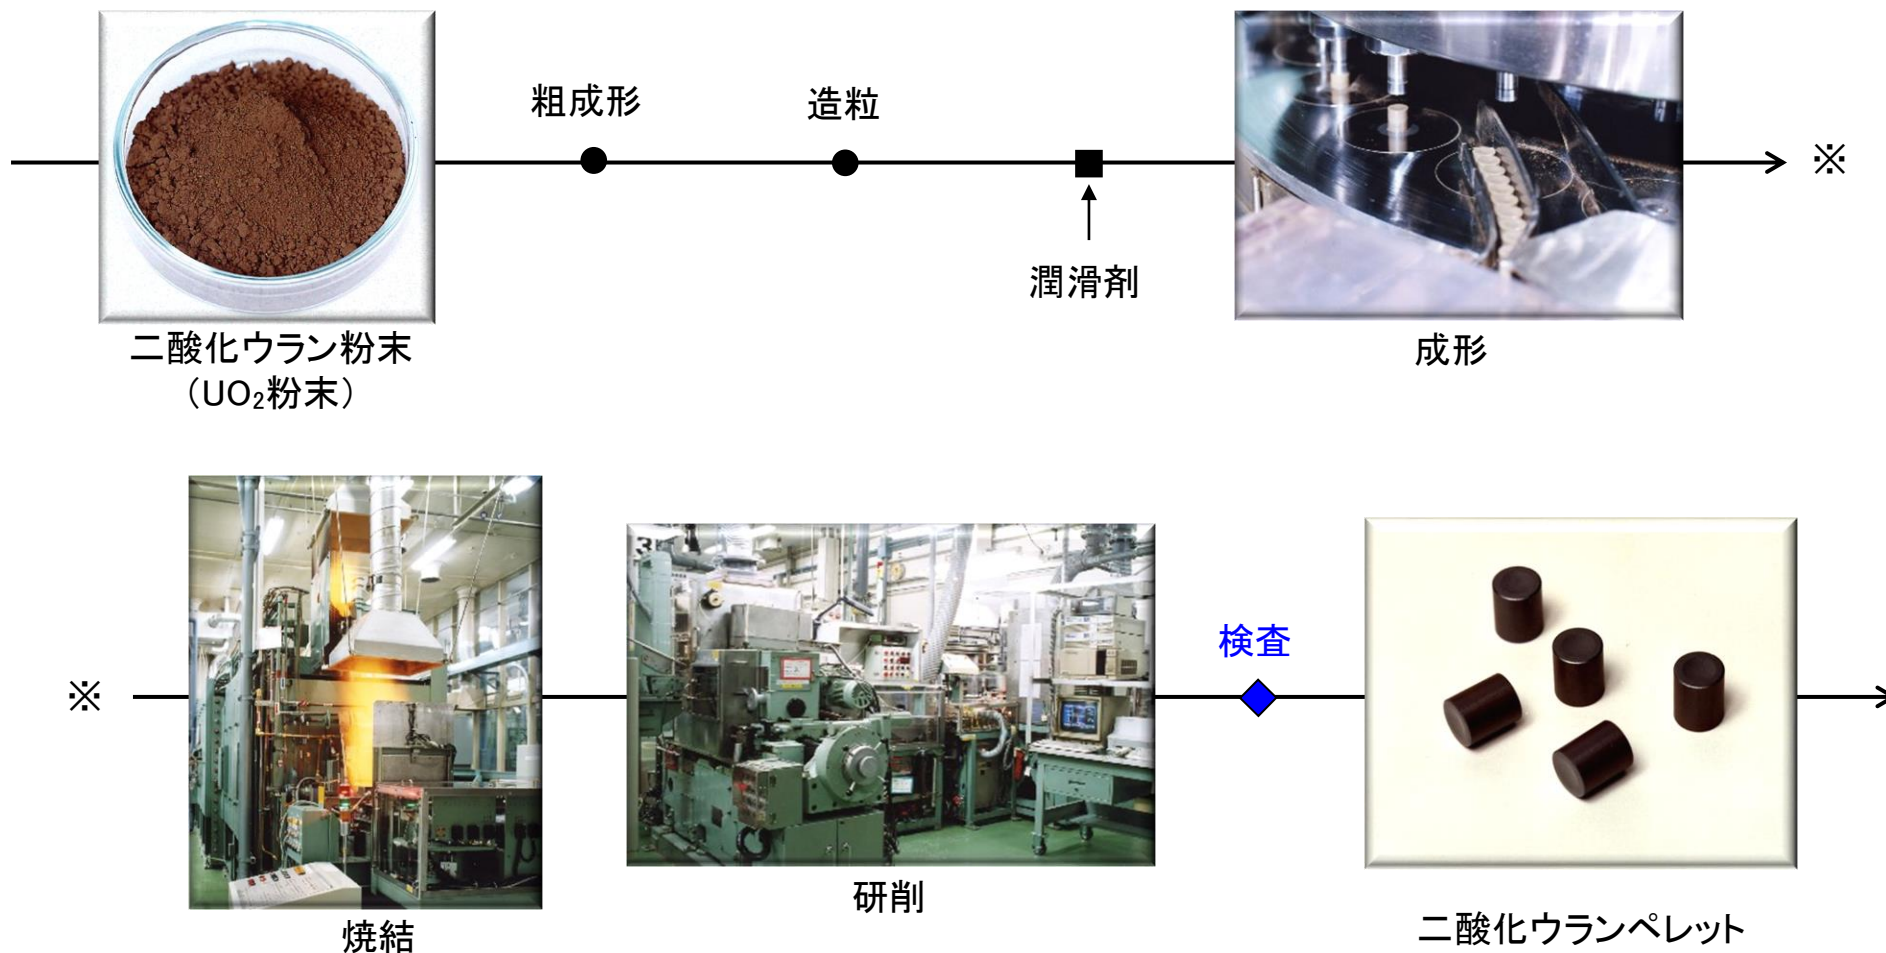 粗成形
造粒
※
潤滑剤
二酸化ウラン粉末
（UO₂粉末）
成形
※
検査
焼結
研削
二酸化ウランペレット